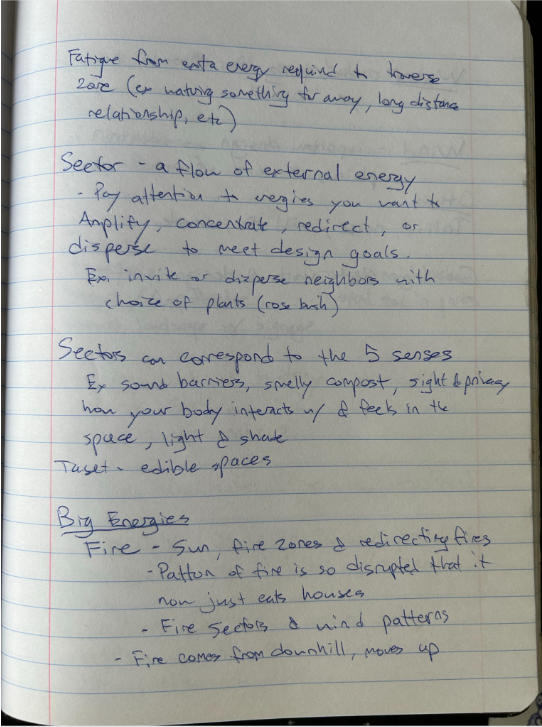 Fatigue from extra energy required to traverse
zone (ex watering something far away, long distance
relationship, etc)
Sector - a flow of external energy
- Pay attention to energies you want to
Amplify, concentrate, redirect, or
disperse to meet design goals.
Ex. invite or dizperse neighbors with
choice of plants (rose bush)
Sectors can correspond to the 5 senses
Ex sound barriers, smelly compost, sight & privacy
how your body interacts w/ & feels in the
space, light & shade
Taset - edible spaces
Big Energies
Fire - Sun, fire zones & redirecting fires
- Pattern of fire is so disrupted that it
now just eats houses
- Fire Sectors & wind patterns
- Fire comes from downhill, moves up